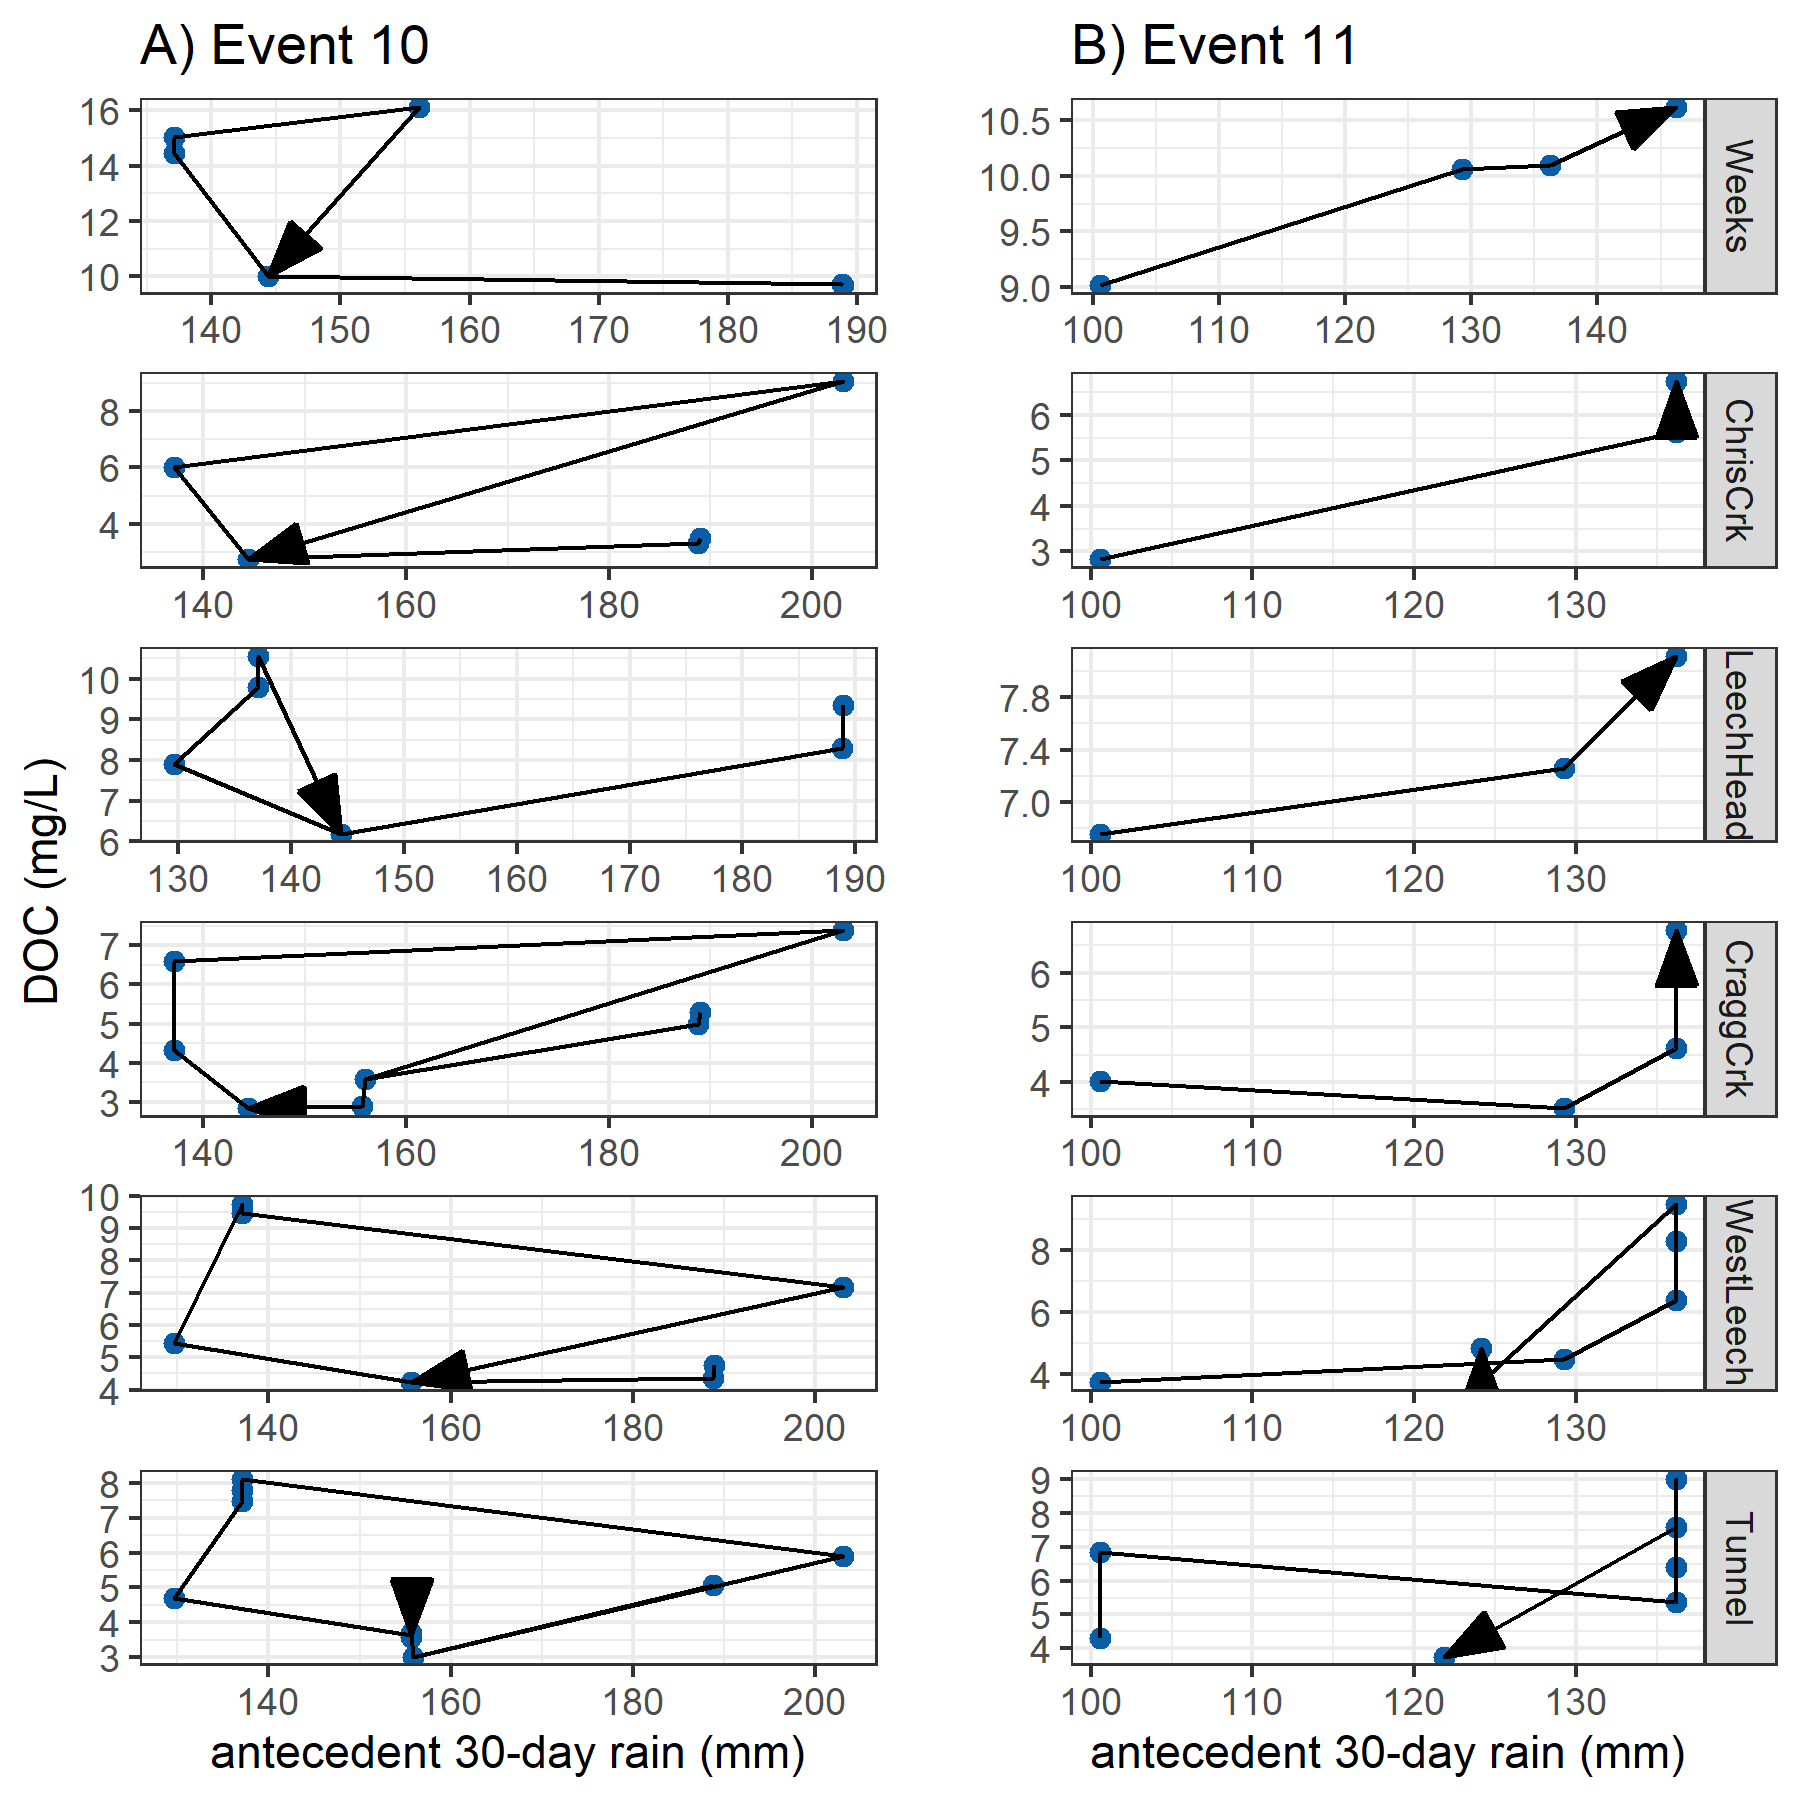 A) Event 10
B) Event 11
DOC (mg/L)
16
14
12
10
140 150 160 170 180 190
10.5
10.0
9.5
9.0
100 110 120 130 140
Weeks
8
6
4
140 160 180 200
6
5
4
3
100 110 120 130
ChrisCrk
10
9
8
7
6
130 140 150 160 170 180 190
7.8
7.4
7.0
100 110 120 130
LeechHead
7
6
5
4
3
140 160 180 200
6
5
4
100 110 120 130
CraggCrk
10
9
8
7
6
5
4
140 160 180 200
8
6
4
100 110 120 130
WestLeech
8
7
6
5
4
3
140 160 180 200
9
8
7
6
5
4
100 110 120 130
Tunnel
antecedent 30-day rain (mm)
antecedent 30-day rain (mm)